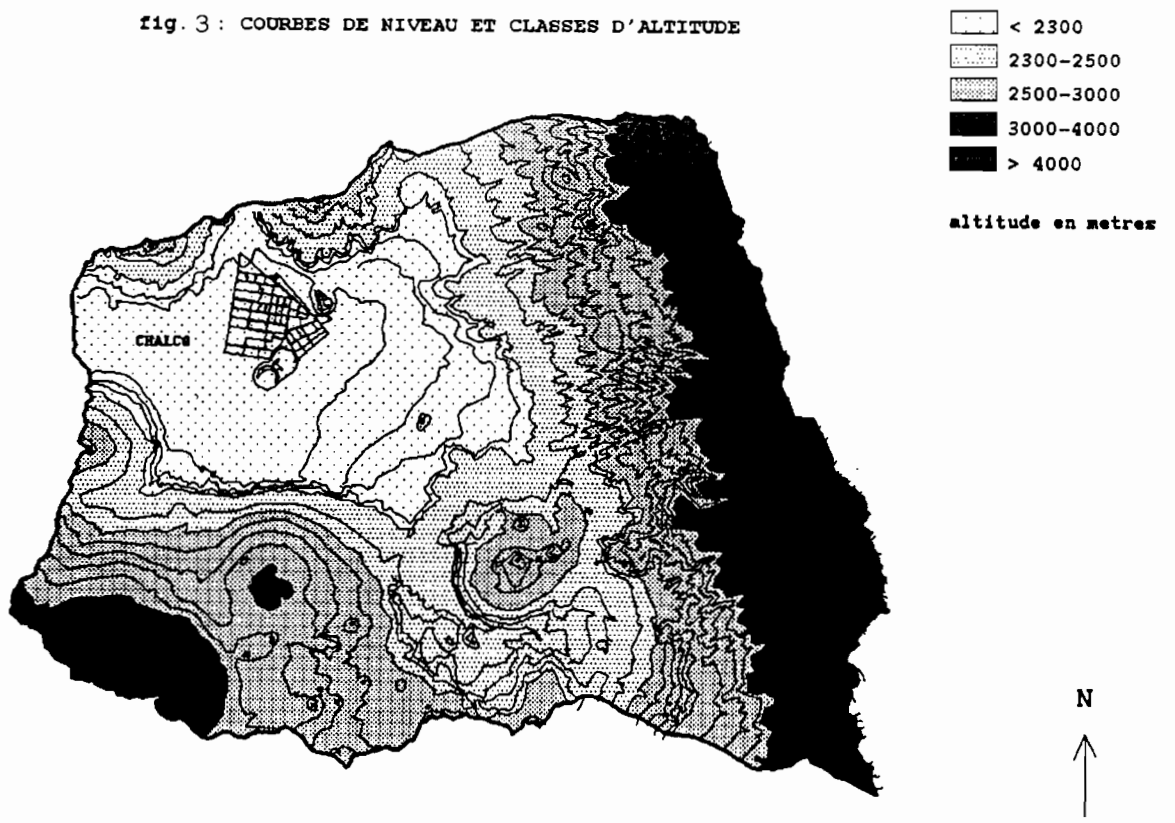 fig. 3 : COURBES DE NIVEAU ET CLASSES D'ALTITUDE
< 2300
2300-2500
2500-3000
3000-4000
> 4000
altitude en metres
CHALCO
N